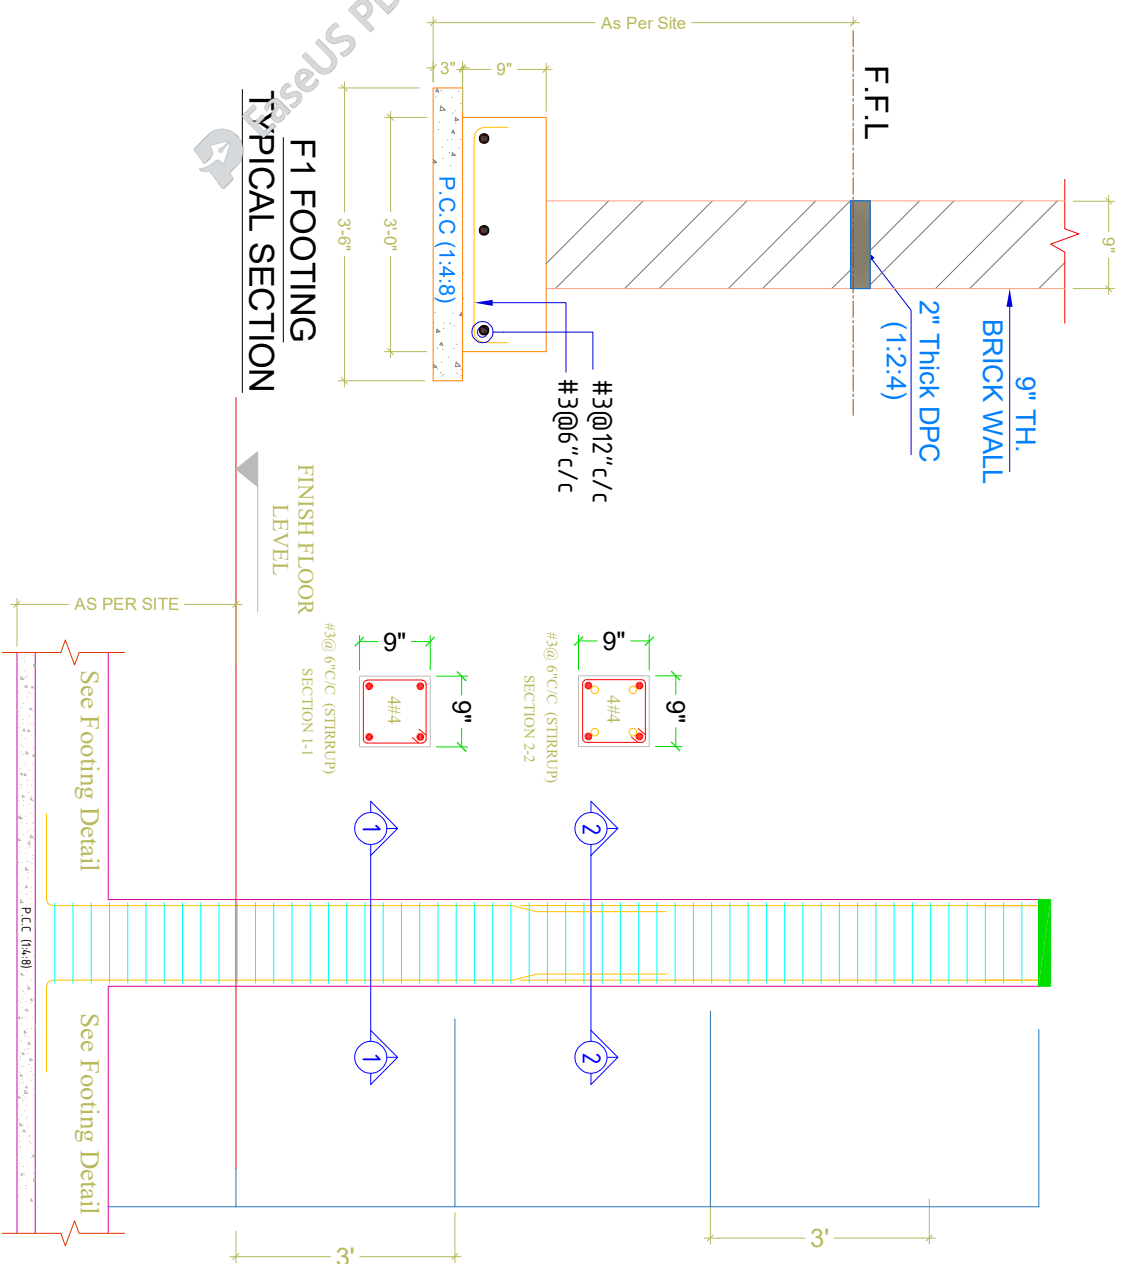 EaseUS PD
As Per Site
3"
9"
F.F.L
9"
9" TH.
BRICK WALL
2" Thick DPC
(1:2:4)
P.C.C (1:4:8)
3'-0"
3'-6"
#3@12"c/c
#3@6"c/c
F1 FOOTING
TYPICAL SECTION
FINISH FLOOR
LEVEL
AS PER SITE
9"
9"
4#4
#3@ 6"C/C (STIRRUP)
SECTION 1-1
9"
9"
4#4
#3@ 6"C/C (STIRRUP)
SECTION 2-2
1
1
2
2
See Footing Detail
P.C.C (1:4:8)
See Footing Detail
3'
3'